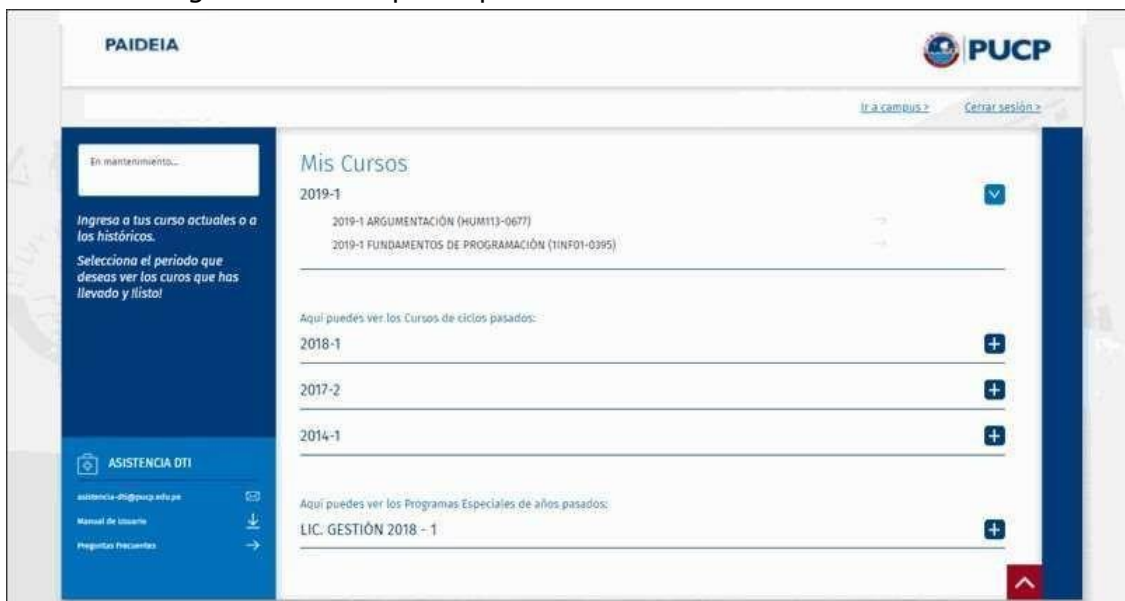 PAIDEIA
PUCP
Ir a campus >
Cerrar sesión >
En mantenimiento...
Ingresa a tus curso actuales o a
los históricos.
Selecciona el periodo que
deseas ver los curos que has
llevado y !listo!
ASISTENCIA DTI
asistencia-dti@pucp.edu.pe
Manual de Usuario
Preguntas frecuentes
Mis Cursos
2019-1
2019-1 ARGUMENTACIÓN (HUM113-0677)
2019-1 FUNDAMENTOS DE PROGRAMACIÓN (1INF01-0395)
Aquí puedes ver los Cursos de ciclos pasados:
2018-1
2017-2
2014-1
Aquí puedes ver los Programas Especiales de años pasados:
LIC. GESTIÓN 2018 - 1